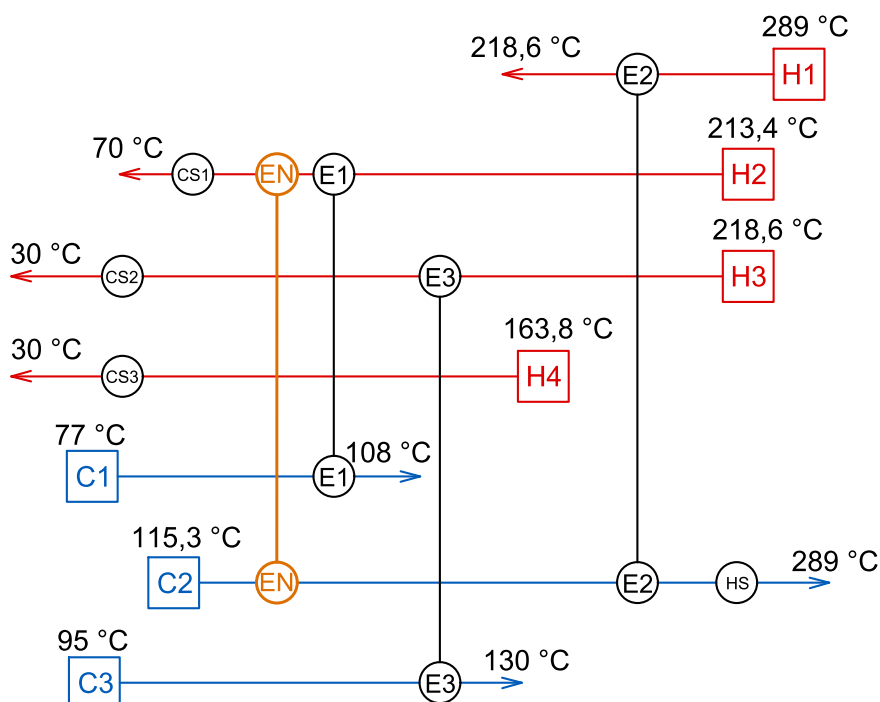 289 °C
218,6 °C
E2
H1
213,4 °C
70 °C
CS1
EN
E1
H2
218,6 °C
30 °C
CS2
E3
H3
163,8 °C
30 °C
CS3
H4
77 °C
108 °C
C1
E1
115,3 °C
289 °C
C2
EN
E2
HS
95 °C
130 °C
C3
E3